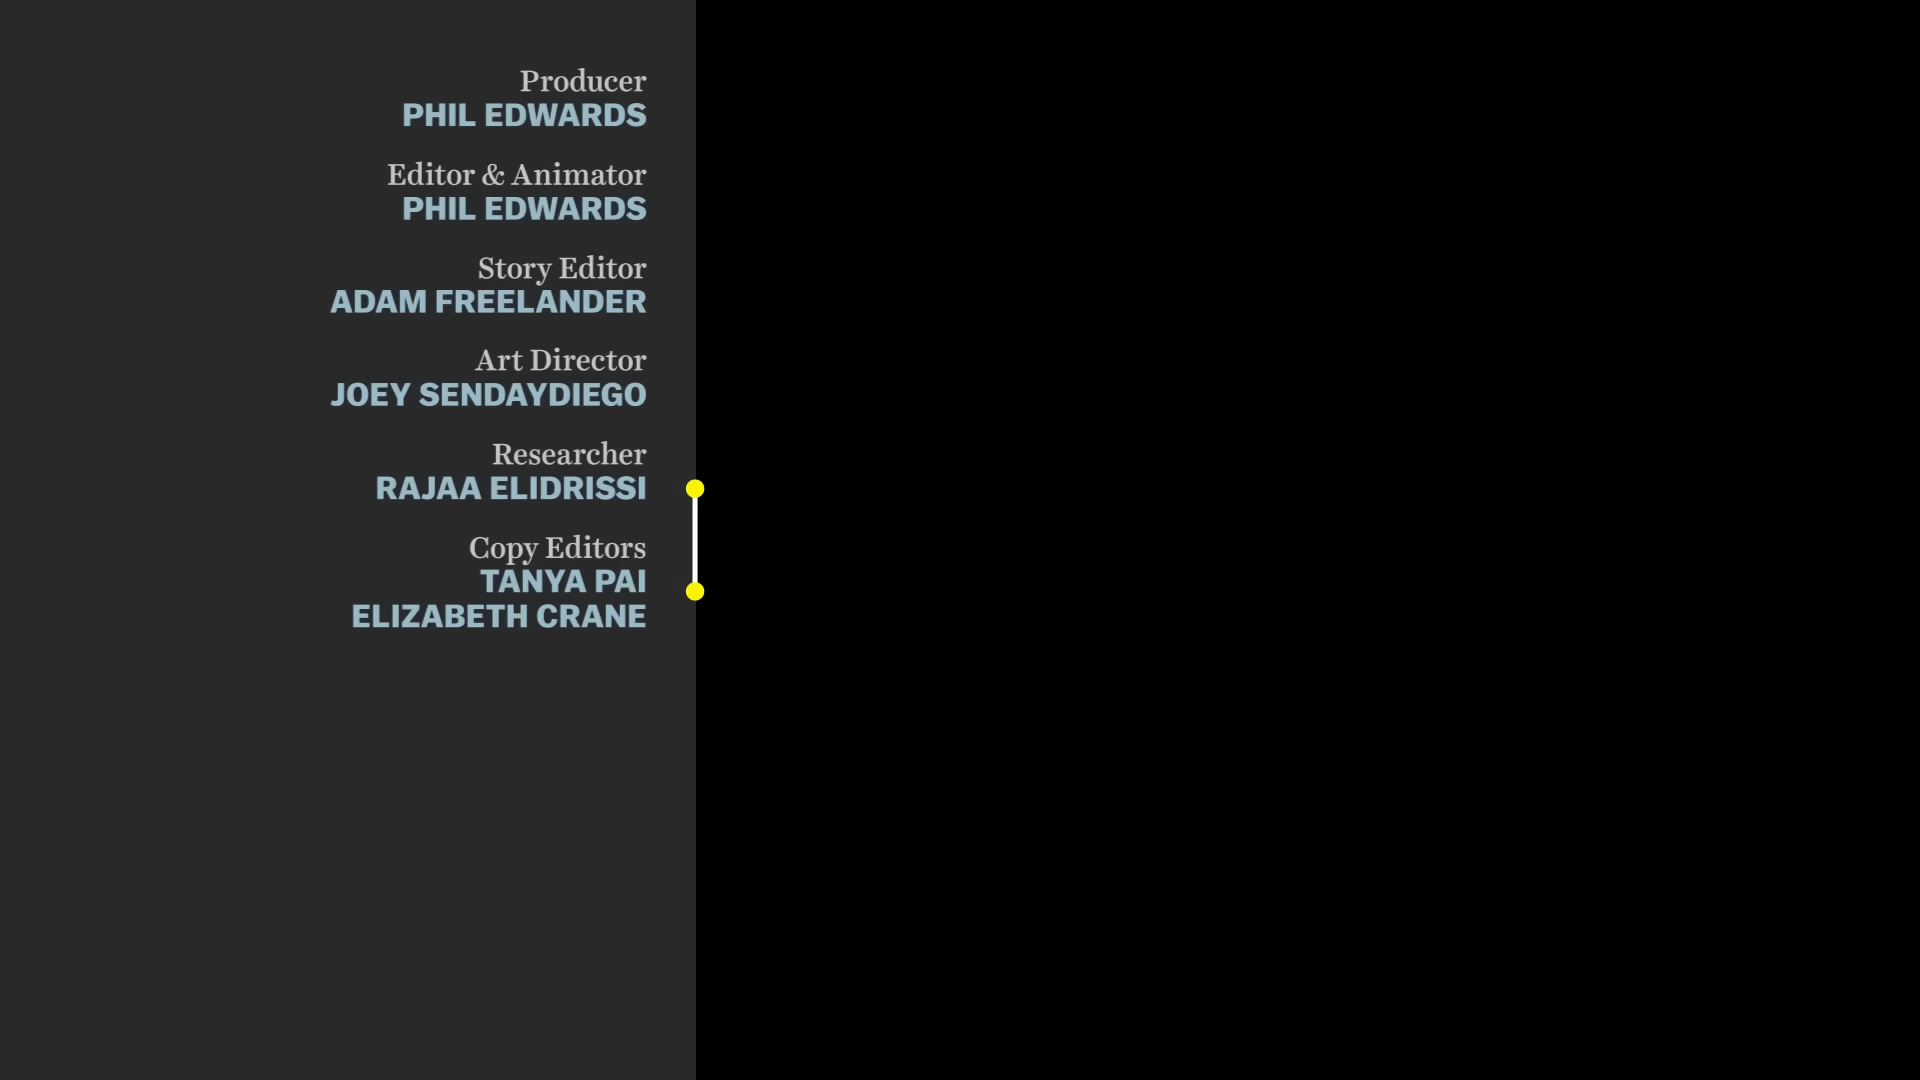 Producer
PHIL EDWARDS
Editor & Animator
PHIL EDWARDS
Story Editor
ADAM FREELANDER
Art Director
JOEY SENDAYDIEGO
Researcher
RAJAA ELIDRISSI
Copy Editors
TANYA PAI
ELIZABETH CRANE